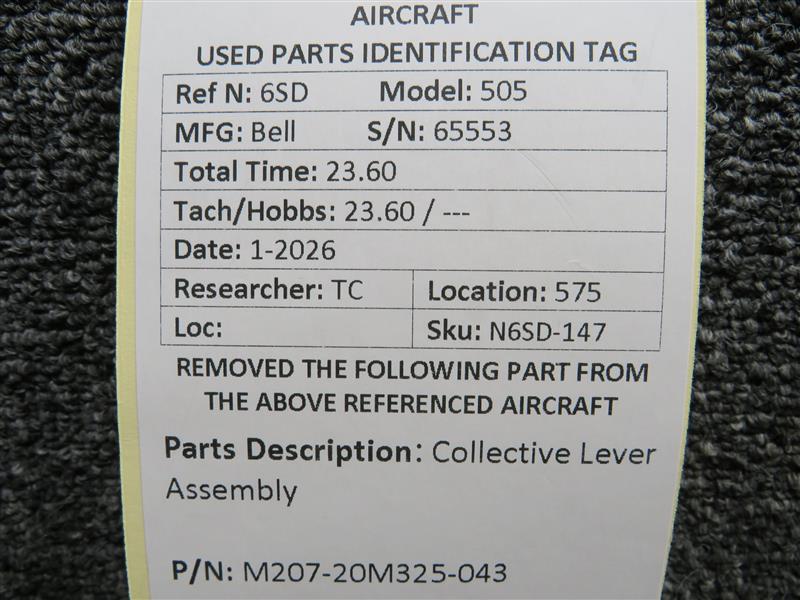 AIRCRAFT
USED PARTS IDENTIFICATION TAG
Ref N: 6SD Model: 505
MFG: Bell S/N: 65553
Total Time: 23.60
Tach/Hobbs: 23.60 / ---
Date: 1-2026
Researcher: TC Location: 575
Loc: Sku: N6SD-147
REMOVED THE FOLLOWING PART FROM
THE ABOVE REFERENCED AIRCRAFT
Parts Description: Collective Lever
Assembly
P/N: M207-20M325-043